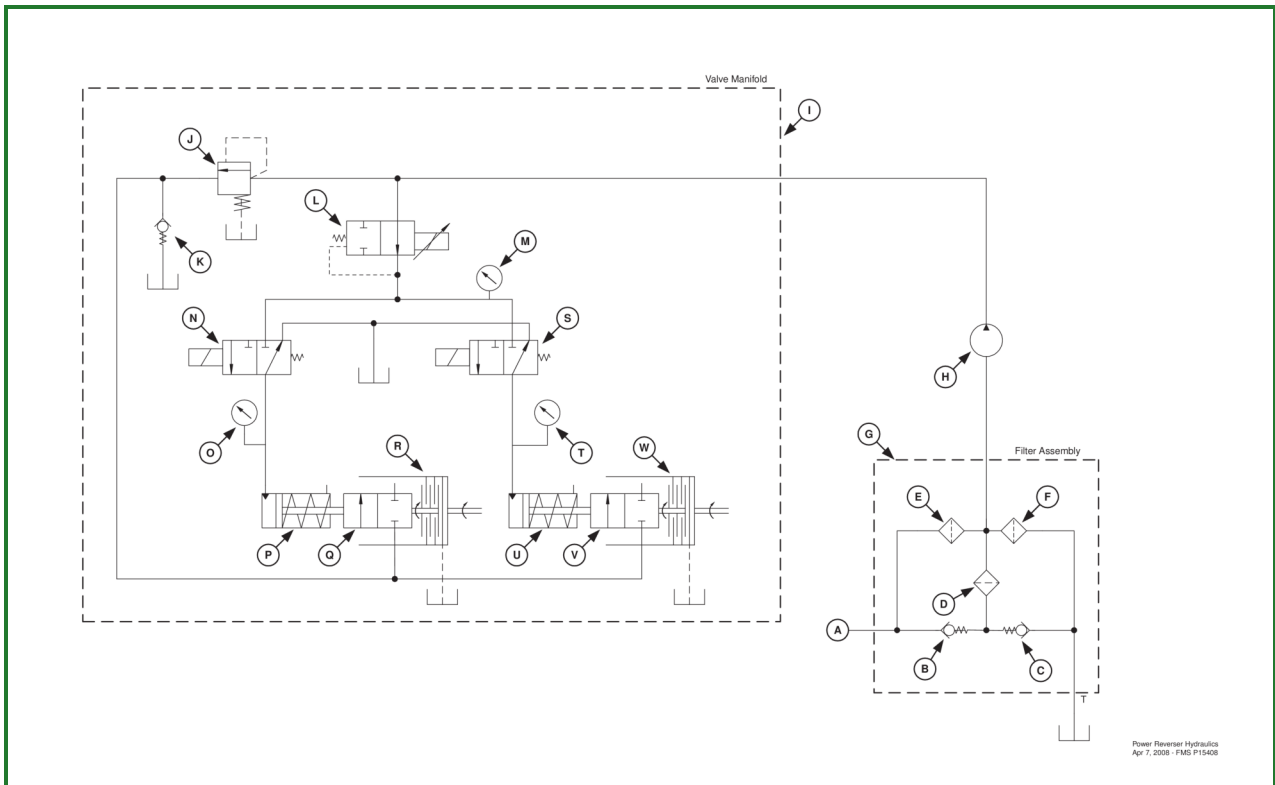 Valve Manifold
I
J
L
K
M
N
S
H
O
R
T
W
G
Filter Assembly
E
F
P
Q
U
V
D
A
B
C
T
Power Reverser Hydraulics
Apr 7, 2008 - FMS P15408